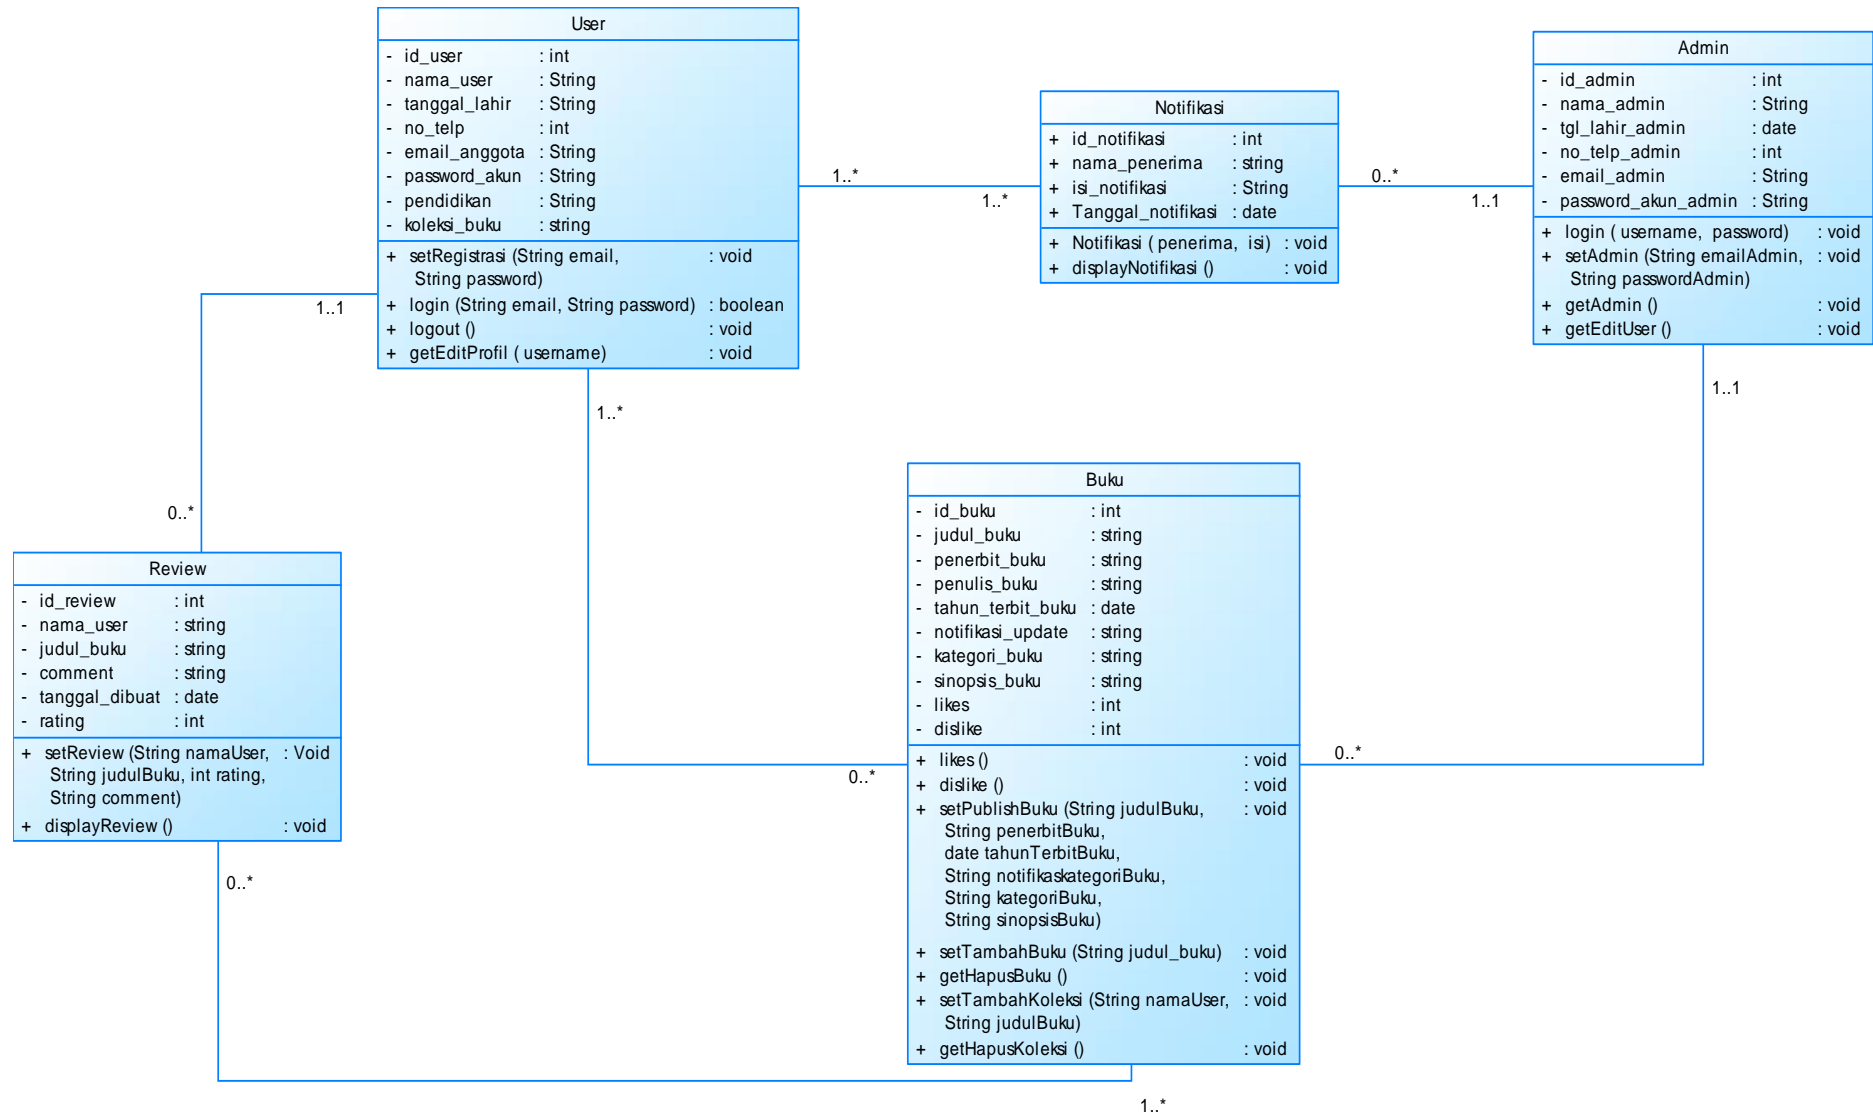 User
- id_user : int
- nama_user : String
- tanggal_lahir : String
- no_telp : int
- email_anggota : String
- password_akun : String
- pendidikan : String
- koleksi_buku : string
+ setRegistrasi (String email, : void
String password)
+ login (String email, String password) : boolean
+ logout () : void
+ getEditProfil ( username) : void
1..*
1..*
Notifikasi
+ id_notifikasi : int
+ nama_penerima : string
+ isi_notifikasi : String
+ Tanggal_notifikasi : date
+ Notifikasi ( penerima, isi) : void
+ displayNotifikasi () : void
0..*
1..1
Admin
- id_admin : int
- nama_admin : String
- tgl_lahir_admin : date
- no_telp_admin : int
- email_admin : String
- password_akun_admin : String
+ login ( username, password) : void
+ setAdmin (String emailAdmin, : void
String passwordAdmin)
+ getAdmin () : void
+ getEditUser () : void
1..1
1..1
1..*
0..*
Review
- id_review : int
- nama_user : string
- judul_buku : string
- comment : string
- tanggal_dibuat : date
- rating : int
+ setReview (String namaUser, : Void
String judulBuku, int rating,
String comment)
+ displayReview () : void
0..*
0..*
Buku
- id_buku : int
- judul_buku : string
- penerbit_buku : string
- penulis_buku : string
- tahun_terbit_buku : date
- notifikasi_update : string
- kategori_buku : string
- sinopsis_buku : string
- likes : int
- dislike : int
+ likes () : void
+ dislike () : void
+ setPublishBuku (String judulBuku, : void
String penerbitBuku,
date tahunTerbitBuku,
String notifikaskategoriBuku,
String kategoriBuku,
String sinopsisBuku)
+ setTambahBuku (String judul_buku) : void
+ getHapusBuku () : void
+ setTambahKoleksi (String namaUser, : void
String judulBuku)
+ getHapusKoleksi () : void
0..*
1..*